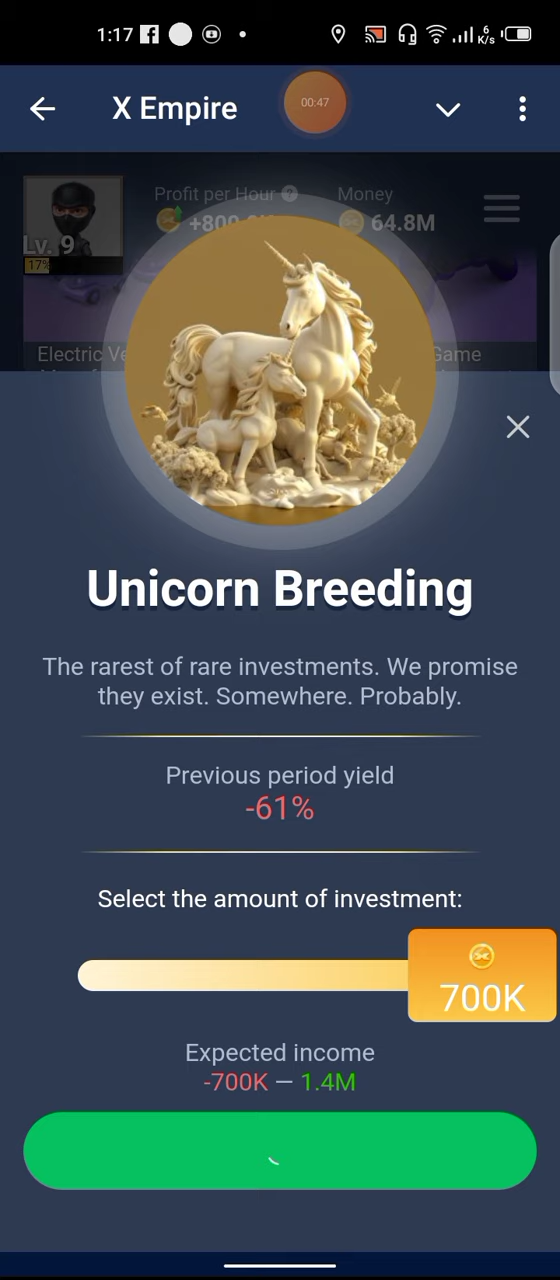 1:17
6
K/s
X Empire
00:47
Profit per Hour ?
Money
64.8M
Lv. 9
17%
Electric Ve
Game
Unicorn Breeding
The rarest of rare investments. We promise
they exist. Somewhere. Probably.
Previous period yield
-61%
Select the amount of investment:
700K
Expected income
-700K — 1.4M